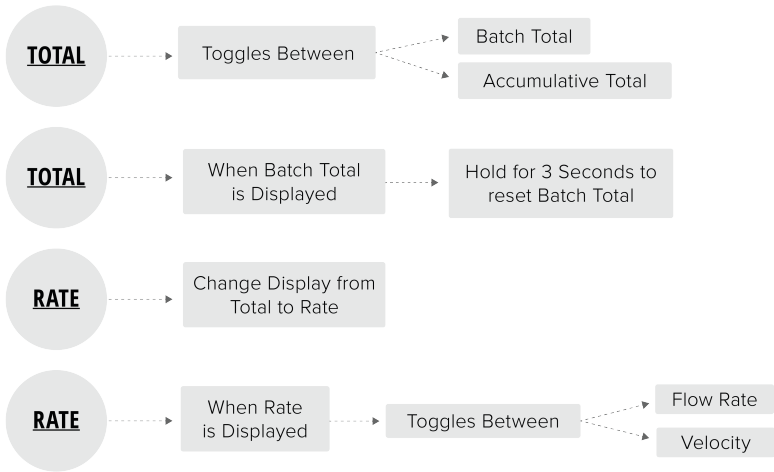 TOTAL
Toggles Between
Batch Total
Accumulative Total
TOTAL
When Batch Total
is Displayed
Hold for 3 Seconds to
reset Batch Total
RATE
Change Display from
Total to Rate
RATE
When Rate
is Displayed
Toggles Between
Flow Rate
Velocity